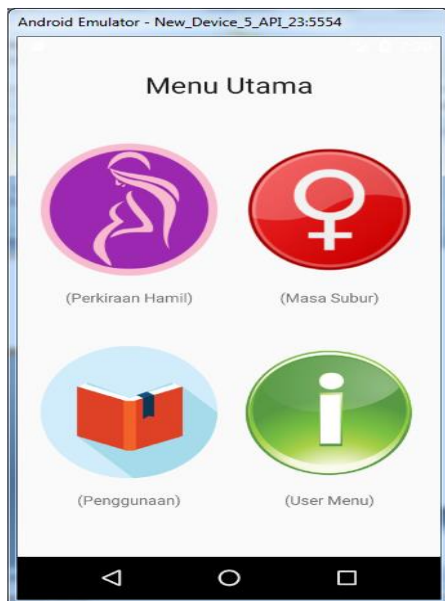 Android Emulator - New_Device_5_API_23:5554
Menu Utama
(Perkiraan Hamil)
(Masa Subur)
(Penggunaan)
(User Menu)